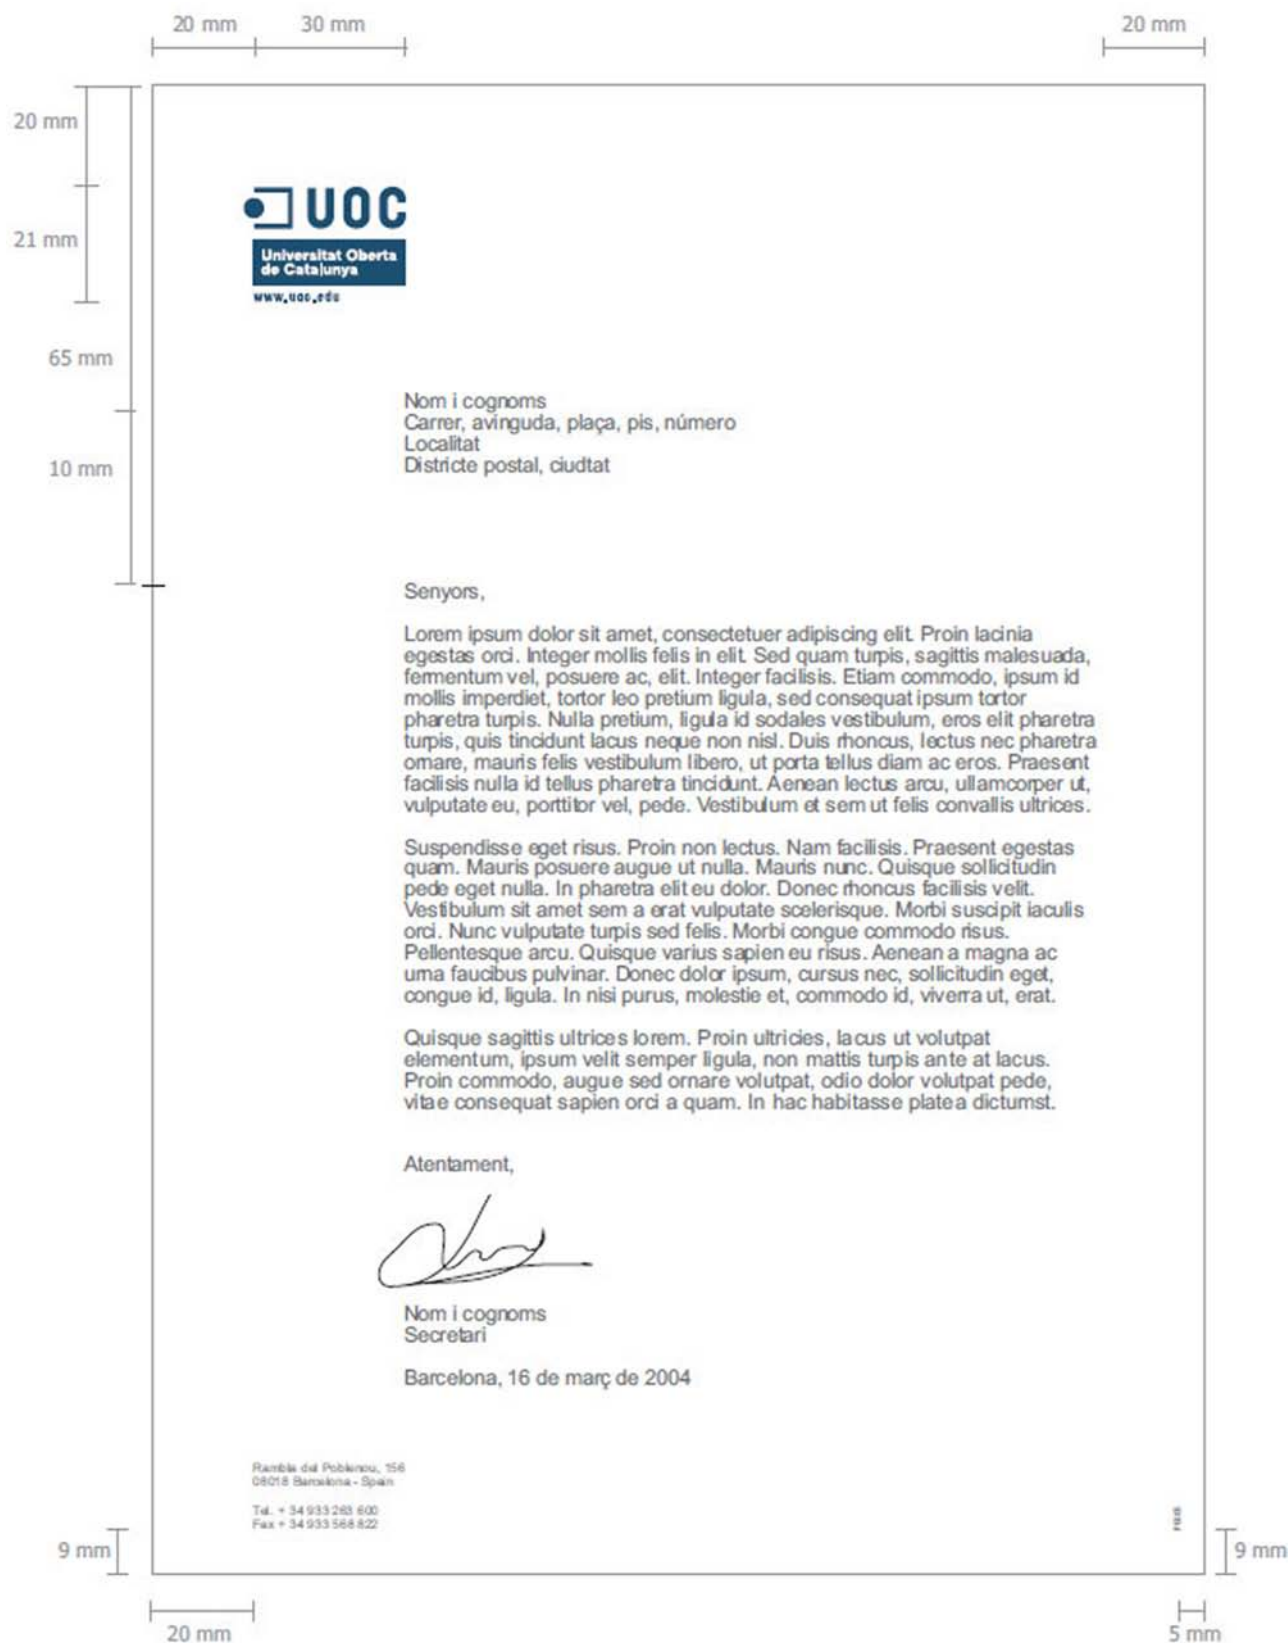 20 mm 30 mm 20 mm
20 mm
21 mm
65 mm
10 mm
UOC
Universitat Oberta
de Catalunya
www.uoc.edu
Nom i cognoms
Carrer, avinguda, plaça, pis, número
Localitat
Districte postal, ciudtat
Senyors,
Lorem ipsum dolor sit amet, consectetuer adipiscing elit. Proin lacinia
egestas orci. Integer mollis felis in elit. Sed quam turpis, sagittis malesuada,
fermentum vel, posuere ac, elit. Integer facilisis. Etiam commodo, ipsum id
mollis imperdiet, tortor leo pretium ligula, sed consequat ipsum tortor
pharetra turpis. Nulla pretium, ligula id sodales vestibulum, eros elit pharetra
turpis, quis tincidunt lacus neque non nisl. Duis rhoncus, lectus nec pharetra
ornare, mauris felis vestibulum libero, ut porta tellus diam ac eros. Praesent
facilisis nulla id tellus pharetra tincidunt. Aenean lectus arcu, ullamcorper ut,
vulputate eu, porttitor vel, pede. Vestibulum et sem ut felis convallis ultrices.
Suspendisse eget risus. Proin non lectus. Nam facilisis. Praesent egestas
quam. Mauris posuere augue ut nulla. Mauris nunc. Quisque sollicitudin
pede eget nulla. In pharetra elit eu dolor. Donec rhoncus facilisis velit.
Vestibulum sit amet sem a erat vulputate scelerisque. Morbi suscipit iaculis
orci. Nunc vulputate turpis sed felis. Morbi congue commodo risus.
Pellentesque arcu. Quisque varius sapien eu risus. Aenean a magna ac
urna faucibus pulvinar. Donec dolor ipsum, cursus nec, sollicitudin eget,
congue id, ligula. In nisi purus, molestie et, commodo id, viverra ut, erat.
Quisque sagittis ultrices lorem. Proin ultricies, lacus ut volutpat
elementum, ipsum velit semper ligula, non mattis turpis ante at lacus.
Proin commodo, augue sed ornare volutpat, odio dolor volutpat pede,
vitae consequat sapien orci a quam. In hac habitasse platea dictumst.
Atentament,
Nom i cognoms
Secretari
Barcelona, 16 de març de 2004
Rambla del Poblenou, 156
08018 Barcelona - Spain
Tel. + 34 933 263 600
Fax + 34 933 568 822
9 mm 9 mm
20 mm 5 mm